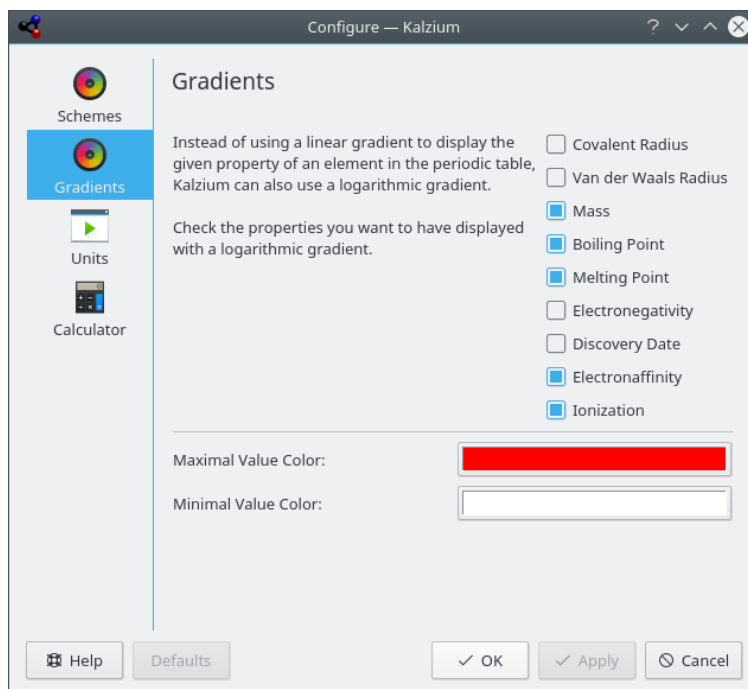 Configure — Kalzium
Schemes
Gradients
Units
Calculator
Gradients
Instead of using a linear gradient to display the
given property of an element in the periodic table,
Kalzium can also use a logarithmic gradient.
Check the properties you want to have displayed
with a logarithmic gradient.
Covalent Radius
Van der Waals Radius
Mass
Boiling Point
Melting Point
Electronegativity
Discovery Date
Electronaffinity
Ionization
Maximal Value Color:
Minimal Value Color:
Help
Defaults
OK
Apply
Cancel